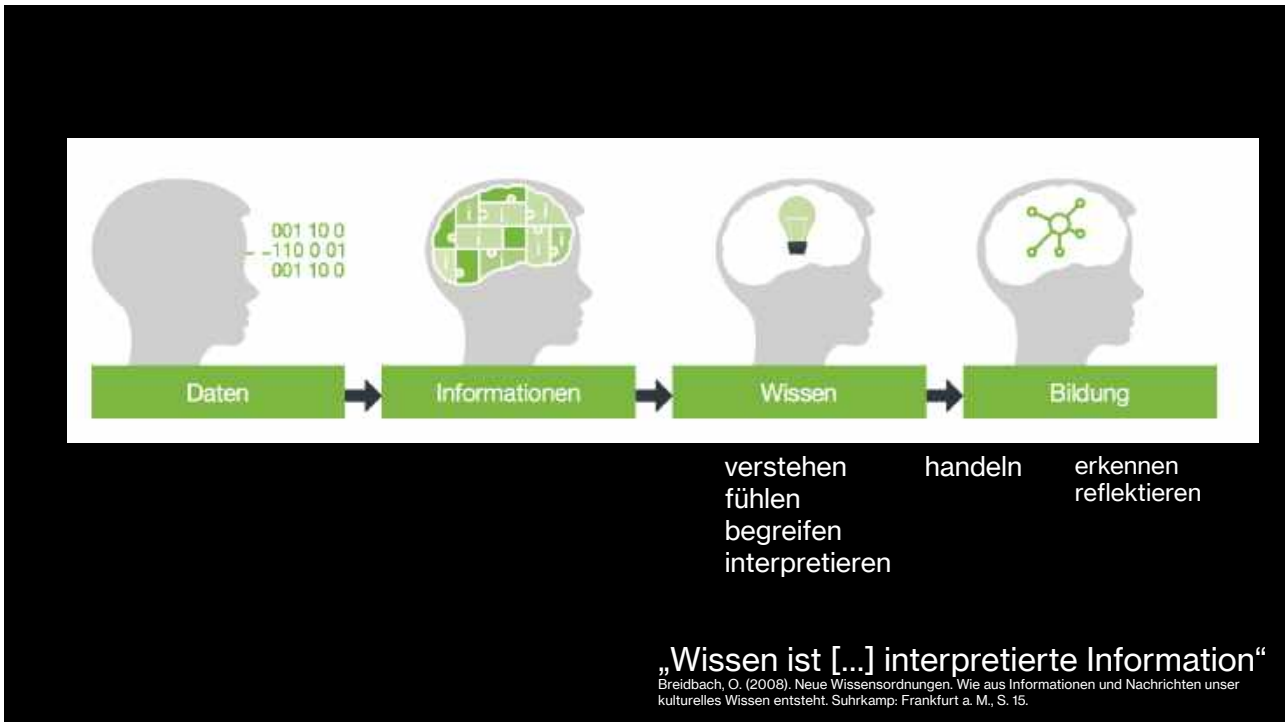 001 10 0
-110 0 01
001 10 0
Daten
Informationen
Wissen
Bildung
verstehen
fühlen
begreifen
interpretieren
handeln
erkennen
reflektieren
„Wissen ist [...] interpretierte Information“
Breidbach, O. (2008). Neue Wissensordnungen. Wie aus Informationen und Nachrichten unser
kulturelles Wissen entsteht. Suhrkamp: Frankfurt a. M., S. 15.